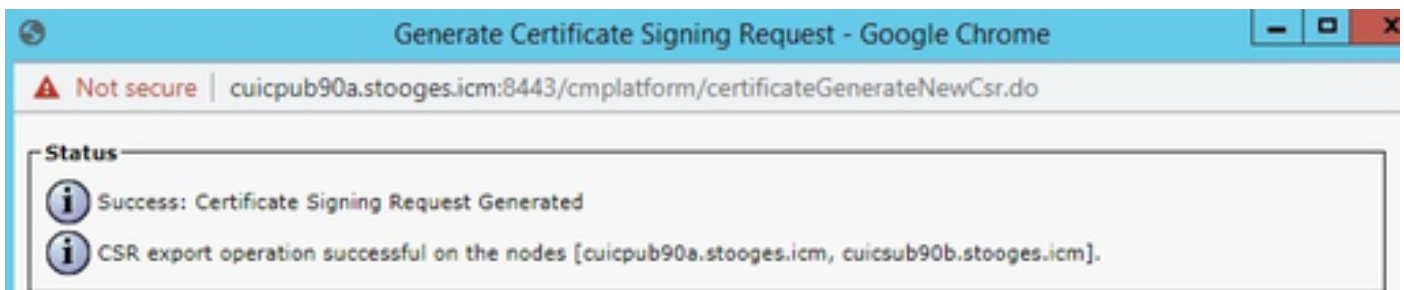 Generate Certificate Signing Request - Google Chrome
Not secure | cuicpub90a.stooges.icm:8443/cmplatform/certificateGenerateNewCsr.do
Status
Success: Certificate Signing Request Generated
CSR export operation successful on the nodes [cuicpub90a.stooges.icm, cuicsub90b.stooges.icm].